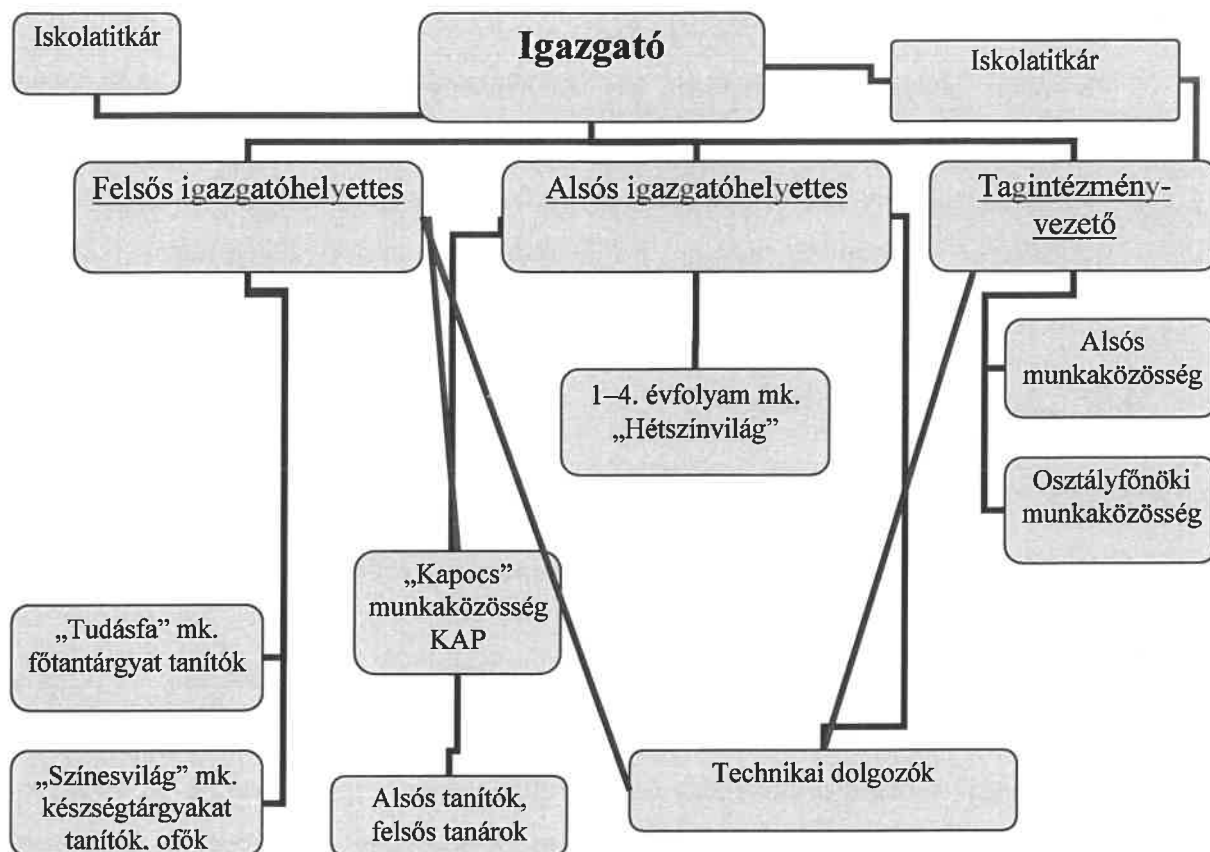 Iskolatitkár
Igazgató
Iskolatitkár
Felsős igazgatóhelyettes
Alsós igazgatóhelyettes
Tagintézmény-
vezető
Alsós
munkaközösség
1–4. évfolyam mk.
„Hétszínvilág”
Osztályfőnöki
munkaközösség
„Kapocs”
munkaközösség
KAP
„Tudásfa” mk.
főtantárgyat tanítók
„Színesvilág” mk.
készségtárgyakat
tanítók, ofők
Alsós tanítók,
felsős tanárok
Technikai dolgozók